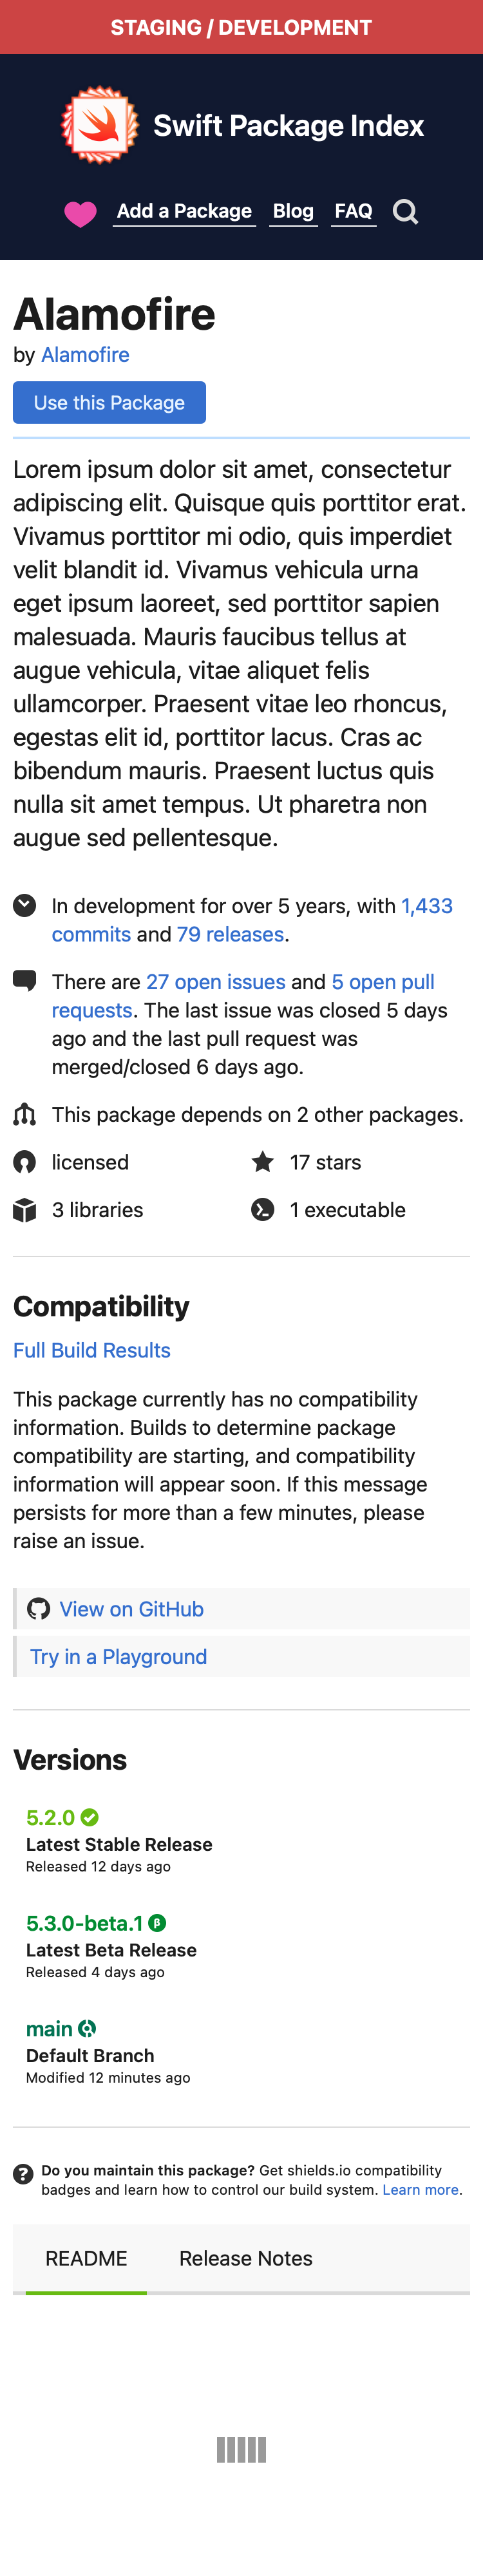 STAGING / DEVELOPMENT
Swift Package Index
Add a Package Blog FAQ
Alamofire
by Alamofire
Use this Package
Lorem ipsum dolor sit amet, consectetur
adipiscing elit. Quisque quis porttitor erat.
Vivamus porttitor mi odio, quis imperdiet
velit blandit id. Vivamus vehicula urna
eget ipsum laoreet, sed porttitor sapien
malesuada. Mauris faucibus tellus at
augue vehicula, vitae aliquet felis
ullamcorper. Praesent vitae leo rhoncus,
egestas elit id, porttitor lacus. Cras ac
bibendum mauris. Praesent luctus quis
nulla sit amet tempus. Ut pharetra non
augue sed pellentesque.
In development for over 5 years, with 1,433
commits and 79 releases.
There are 27 open issues and 5 open pull
requests. The last issue was closed 5 days
ago and the last pull request was
merged/closed 6 days ago.
This package depends on 2 other packages.
licensed 17 stars
3 libraries 1 executable
Compatibility
Full Build Results
This package currently has no compatibility
information. Builds to determine package
compatibility are starting, and compatibility
information will appear soon. If this message
persists for more than a few minutes, please
raise an issue.
View on GitHub
Try in a Playground
Versions
5.2.0
Latest Stable Release
Released 12 days ago
5.3.0-beta.1 β
Latest Beta Release
Released 4 days ago
main
Default Branch
Modified 12 minutes ago
Do you maintain this package? Get shields.io compatibility
badges and learn how to control our build system. Learn more.
README Release Notes